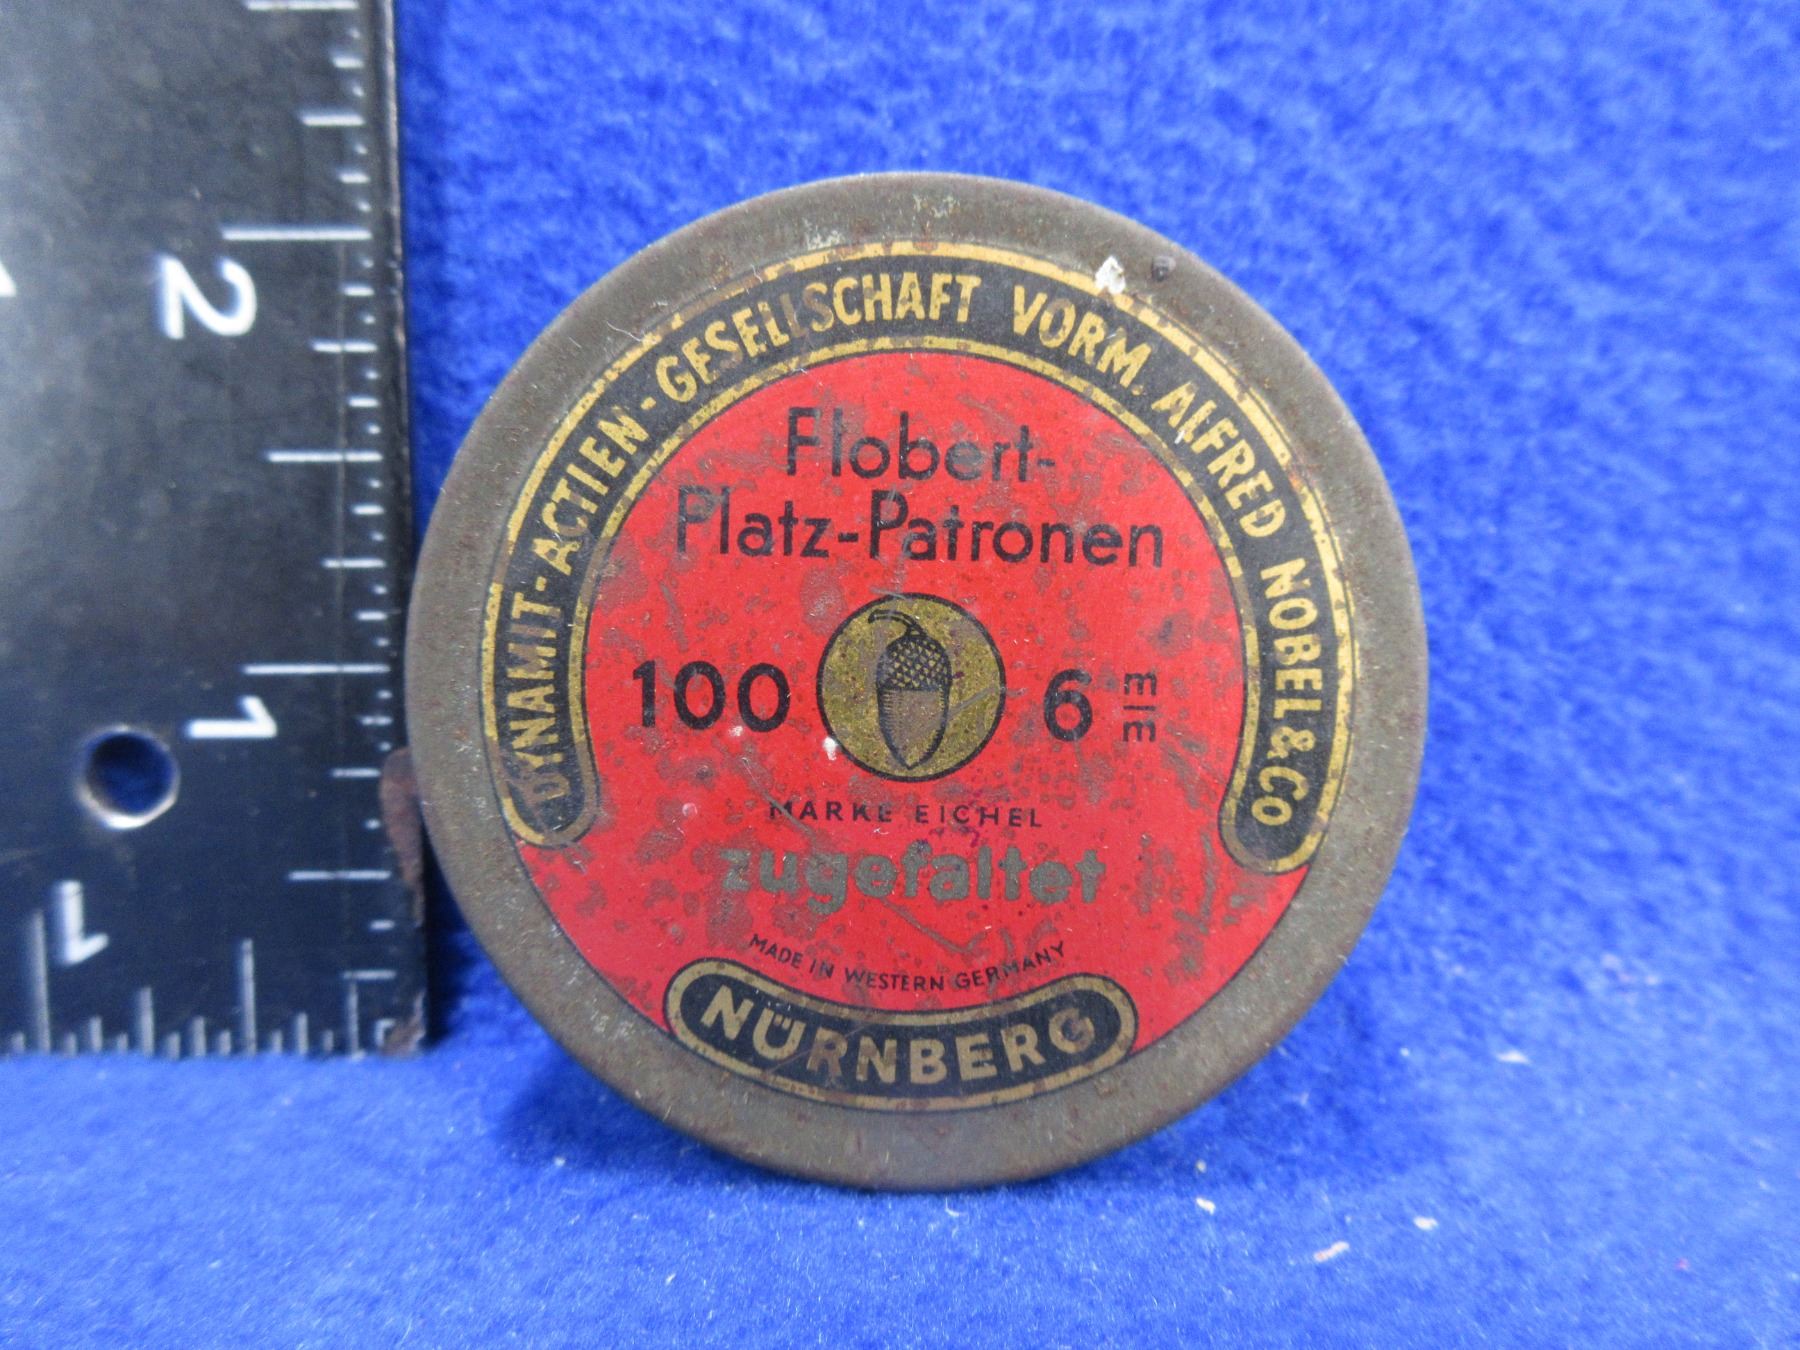 DYNAMIT-ACTIEN-GESELLSCHAFT VORM. ALFRED NOBEL & Co
Flobert-
Platz-Patronen
100 6 m/m
MARKE EICHEL
zugefaltet
MADE IN WESTERN GERMANY
NÜRNBERG
2
1
1